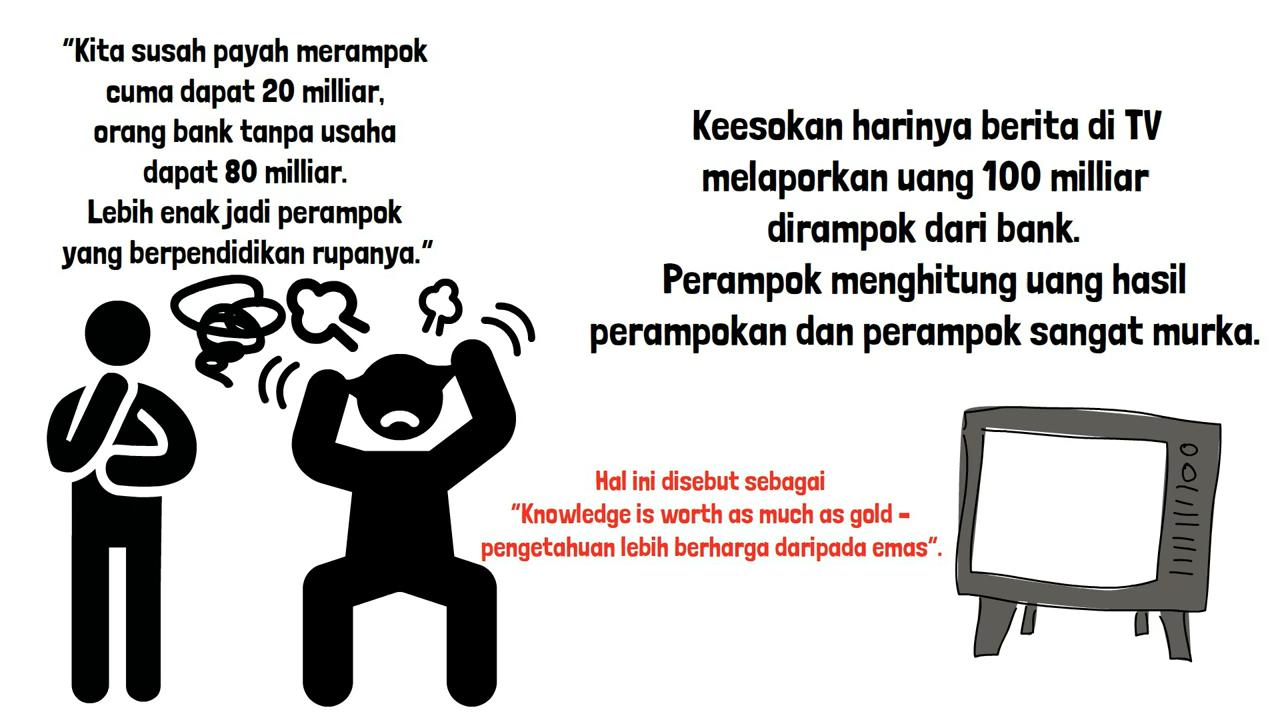 "Kita susah payah merampok
cuma dapat 20 milliar,
orang bank tanpa usaha
dapat 80 milliar.
Lebih enak jadi perampok
yang berpendidikan rupanya."
Keesokan harinya berita di TV
melaporkan uang 100 milliar
dirampok dari bank.
Perampok menghitung uang hasil
perampokan dan perampok sangat murka.
Hal ini disebut sebagai
"Knowledge is worth as much as gold -
pengetahuan lebih berharga daripada emas".